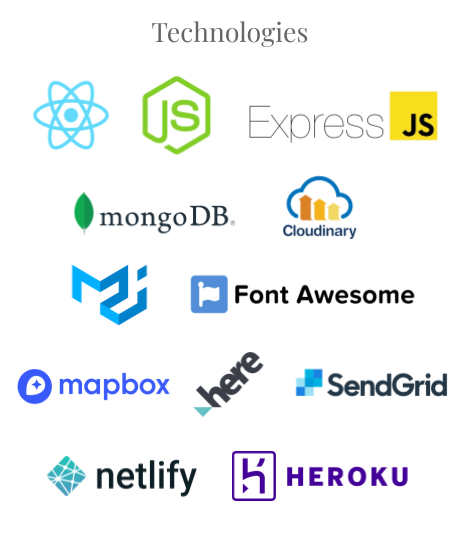 Technologies
JS
Express JS
mongoDB®
Cloudinary
Font Awesome
mapbox
here
SendGrid
netlify
HEROKU